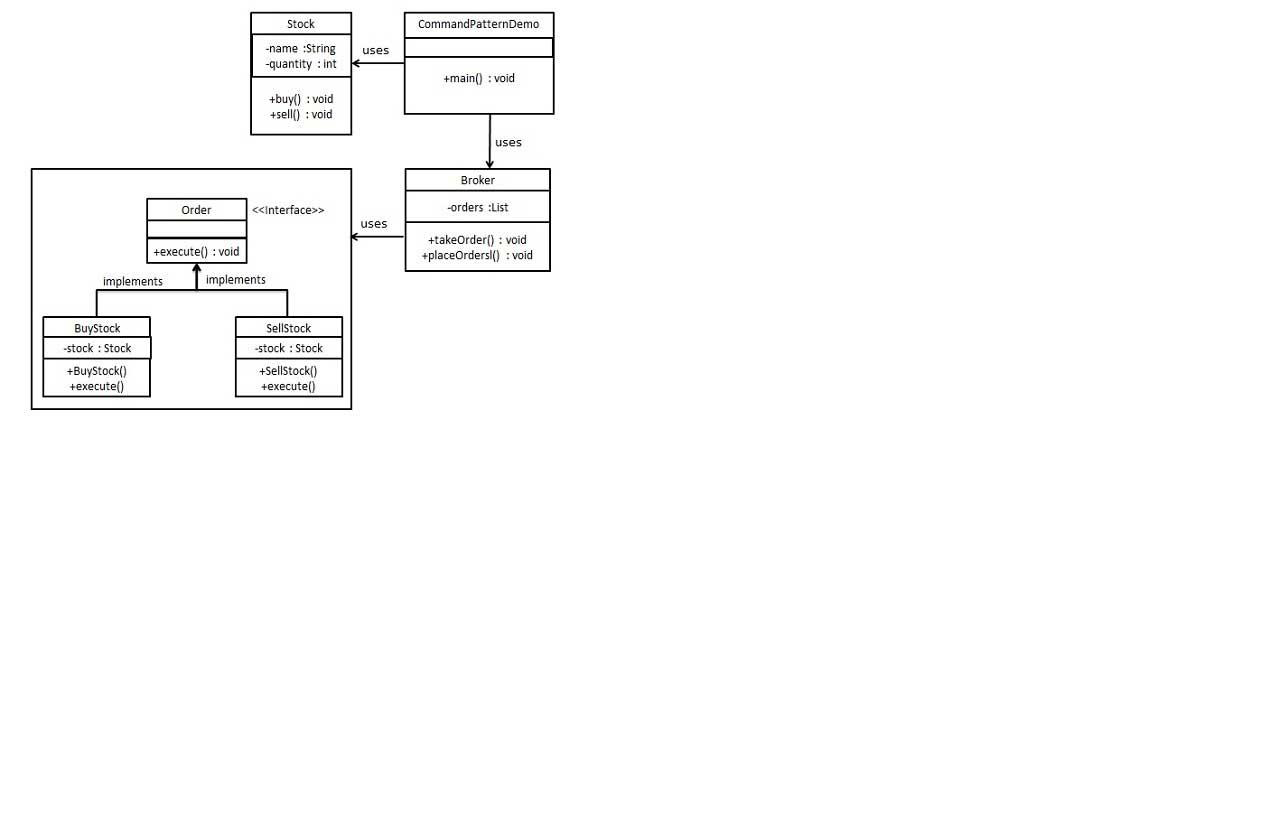 Stock
-name :String
-quantity : int
+buy() : void
+sell() : void
uses
CommandPatternDemo
+main() : void
uses
Broker
-orders :List
+takeOrder() : void
+placeOrdersl() : void
uses
Order
<<Interface>>
+execute() : void
implements
implements
BuyStock
-stock : Stock
+BuyStock()
+execute()
SellStock
-stock : Stock
+SellStock()
+execute()